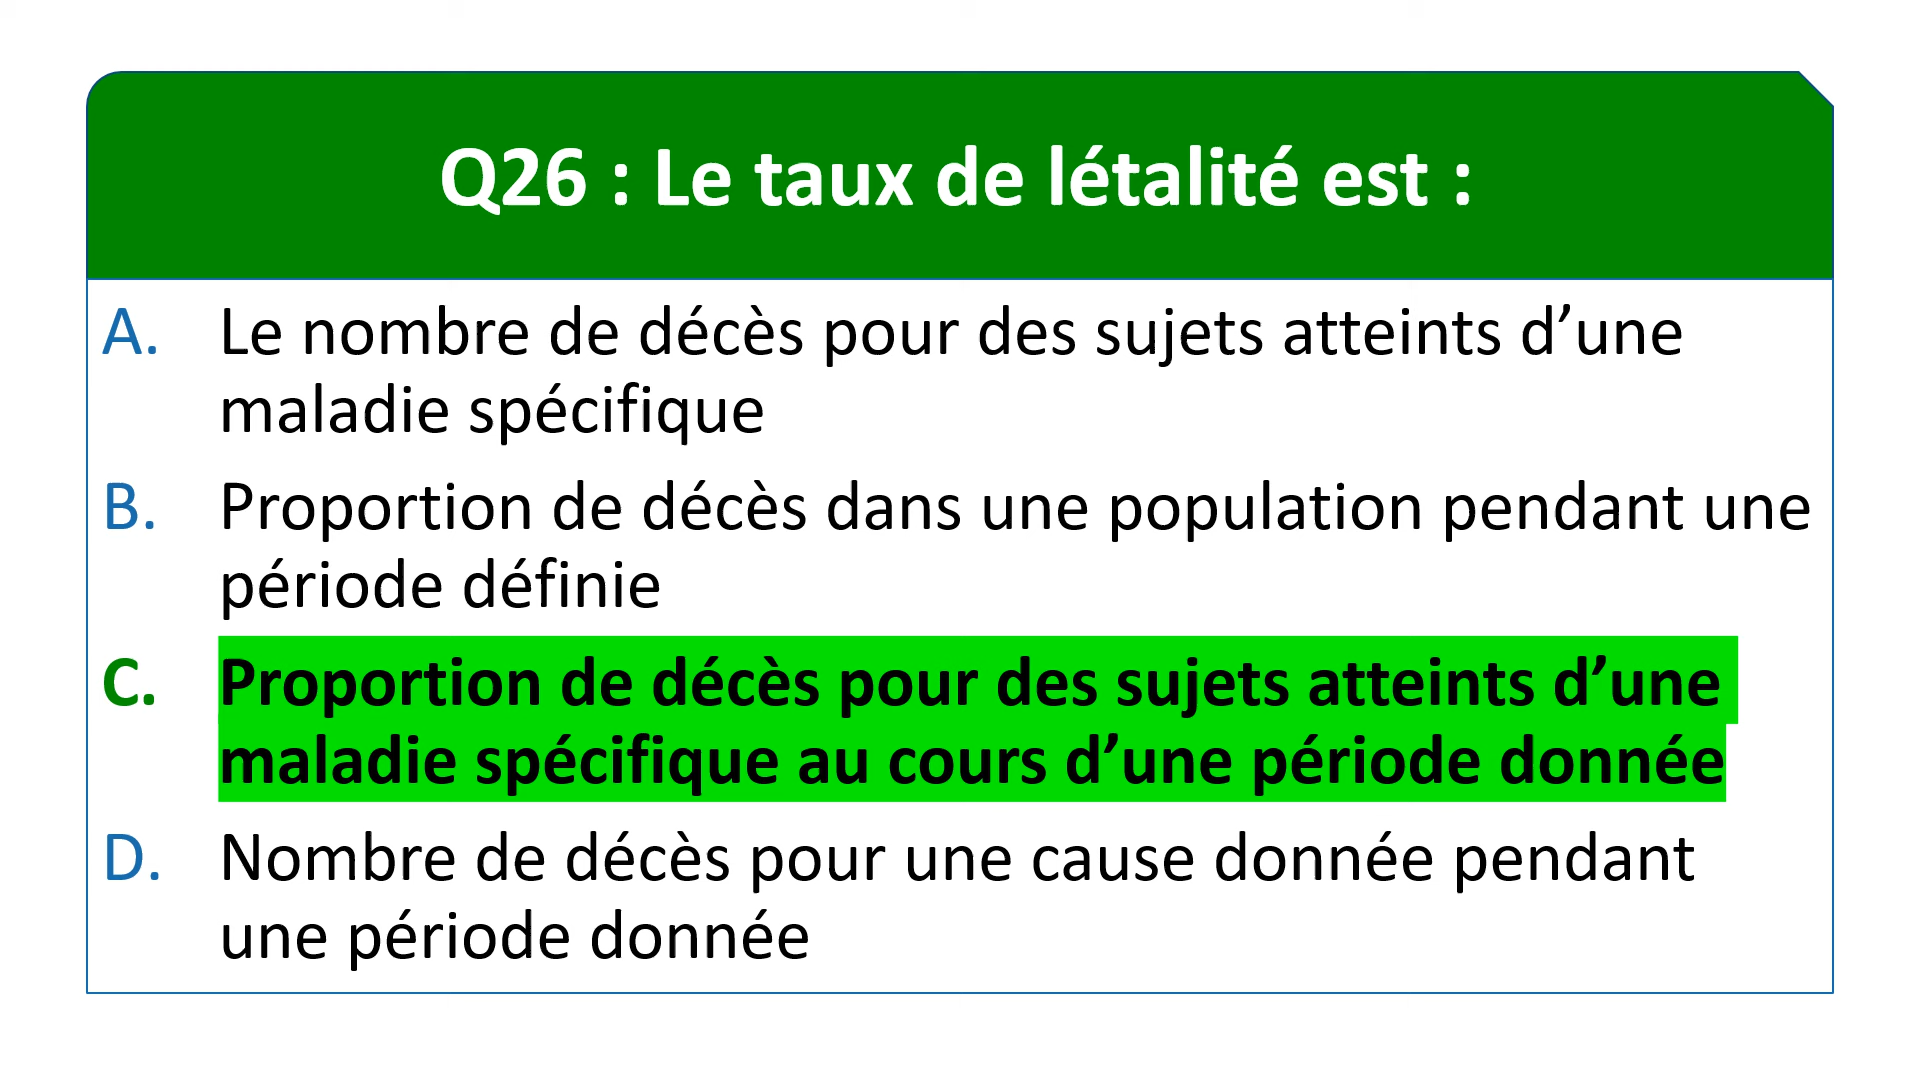 Q26 : Le taux de létalité est :
A. Le nombre de décès pour des sujets atteints d’une
maladie spécifique
B. Proportion de décès dans une population pendant une
période définie
C. Proportion de décès pour des sujets atteints d’une
maladie spécifique au cours d’une période donnée
D. Nombre de décès pour une cause donnée pendant
une période donnée